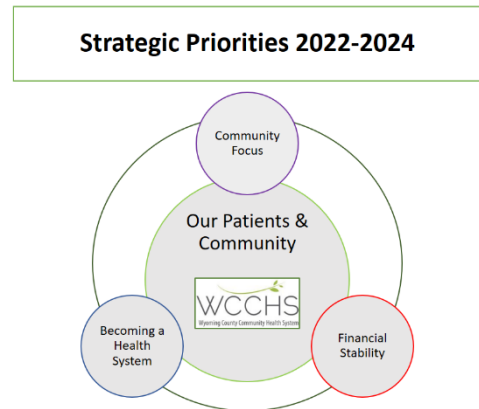 Strategic Priorities 2022-2024
Community
Focus
Our Patients &
Community
WCCHS
Wyoming County Community Health System
Becoming a
Health
System
Financial
Stability